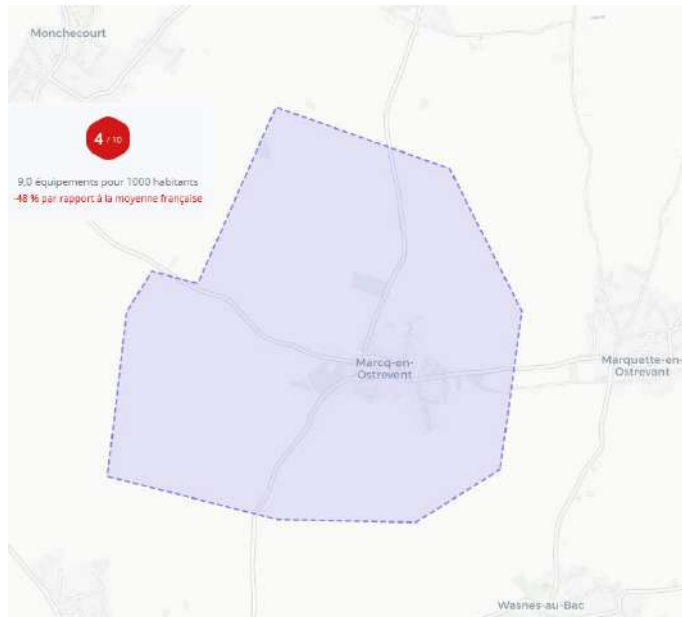 Monchecourt
4 / 10
9,0 équipements pour 1000 habitants
-48 % par rapport à la moyenne française
Marcq-en-
Ostrevent
Marquette-en-
Ostrevant
Wasnes-au-Bac